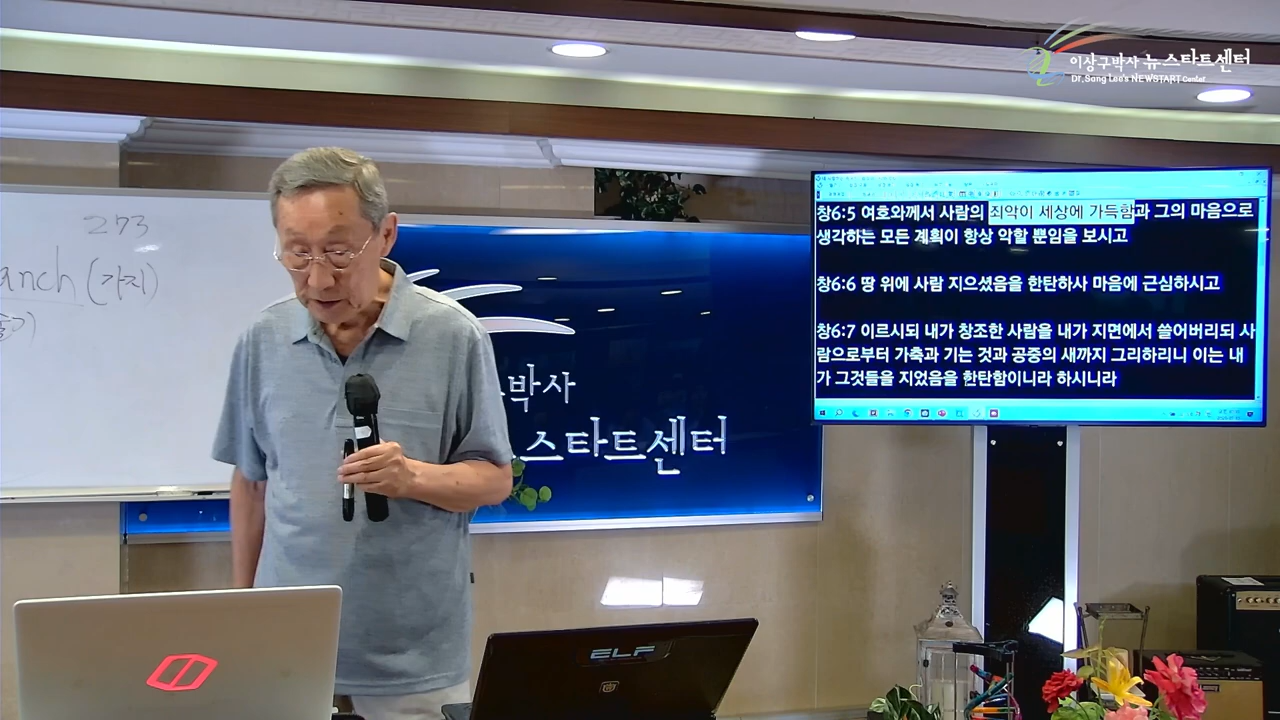 이상구박사 뉴스타트센터
Dr. Sang Lee's NEWSTART Center
273
anch (가지)
창6:5 여호와께서 사람의 죄악이 세상에 가득함과 그의 마음으로
생각하는 모든 계획이 항상 악할 뿐임을 보시고
창6:6 땅 위에 사람 지으셨음을 한탄하사 마음에 근심하시고
창6:7 이르시되 내가 창조한 사람을 내가 지면에서 쓸어버리되 사
람으로부터 가축과 기는 것과 공중의 새까지 그리하리니 이는 내
가 그것들을 지었음을 한탄함이니라 하시니라
박사
스타트센터
ELF